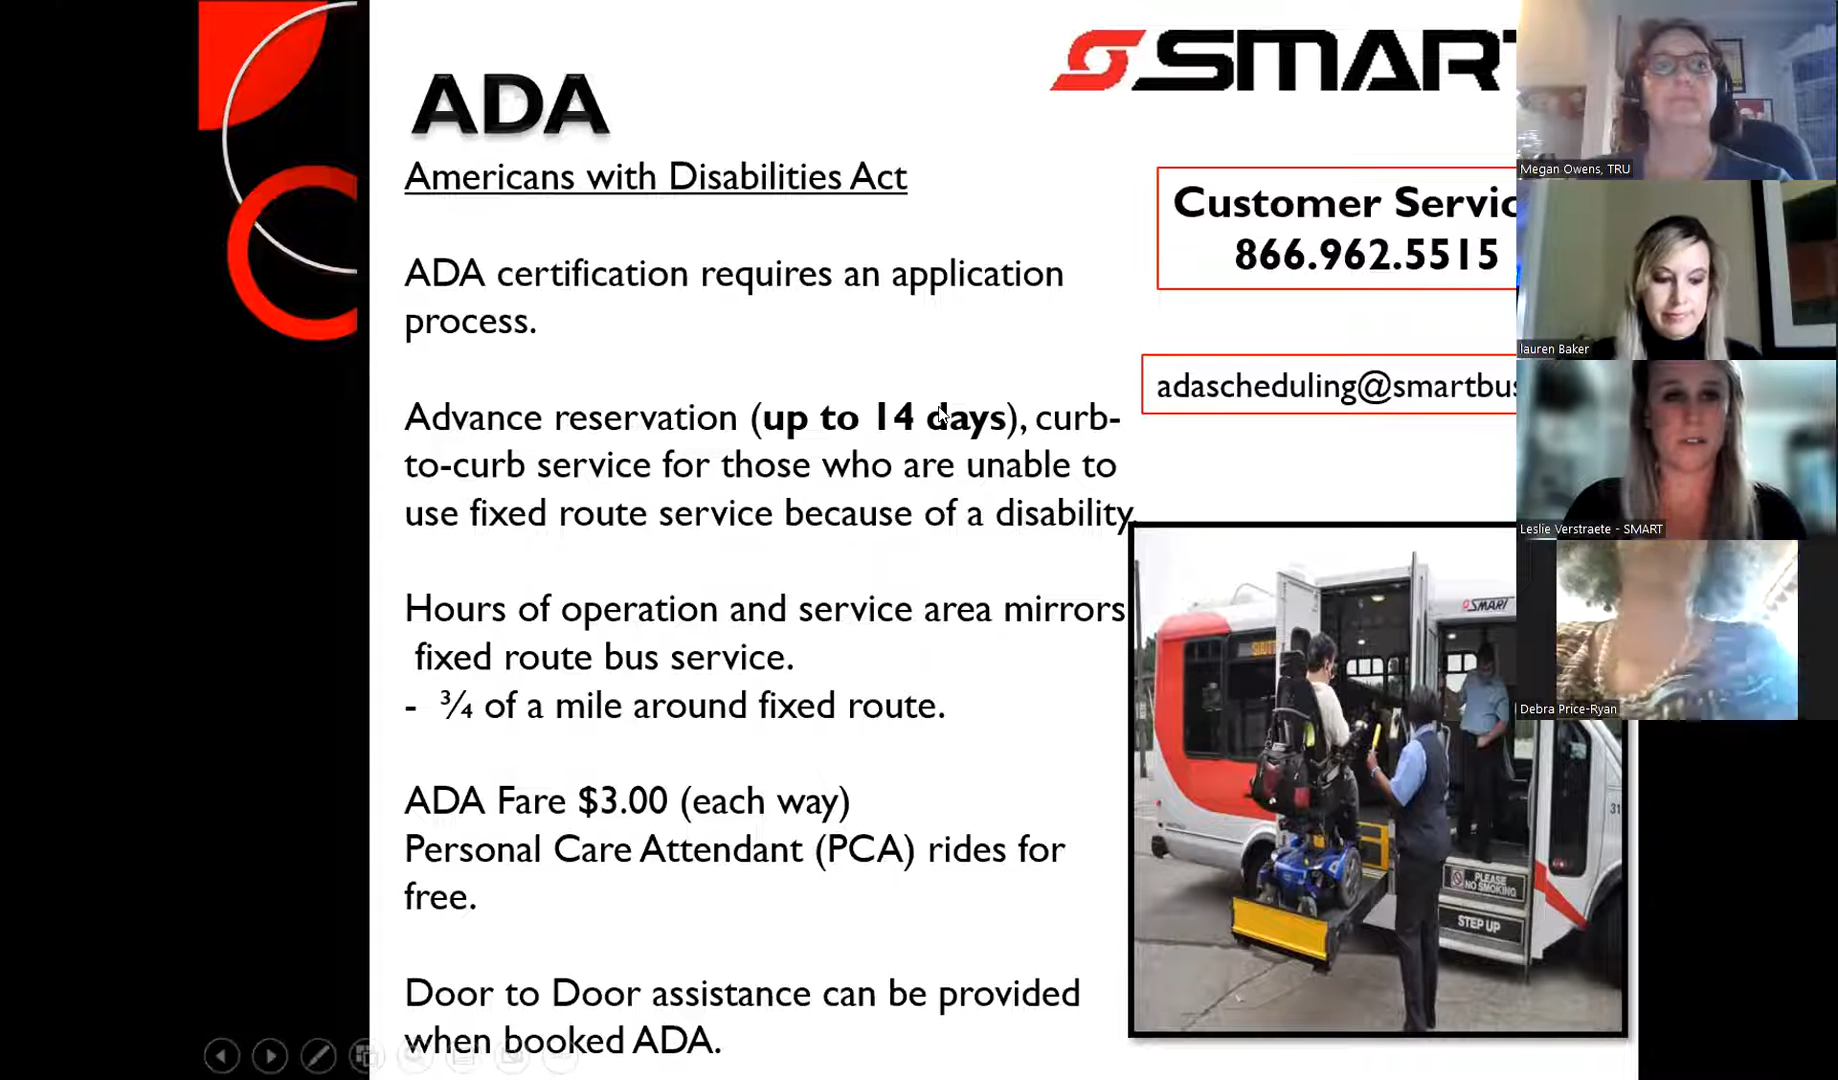 ADA
SMART
Americans with Disabilities Act
Customer Servic
866.962.5515
ADA certification requires an application
process.
adascheduling@smartbus
Advance reservation (up to 14 days), curb-
to-curb service for those who are unable to
use fixed route service because of a disability.
Hours of operation and service area mirrors
fixed route bus service.
- ¾ of a mile around fixed route.
ADA Fare $3.00 (each way)
Personal Care Attendant (PCA) rides for
free.
Door to Door assistance can be provided
when booked ADA.
SMART
31
PLEASE
NO SMOKING
STEP UP
Megan Owens, TRU
lauren Baker
Leslie Verstraete - SMART
Debra Price-Ryan